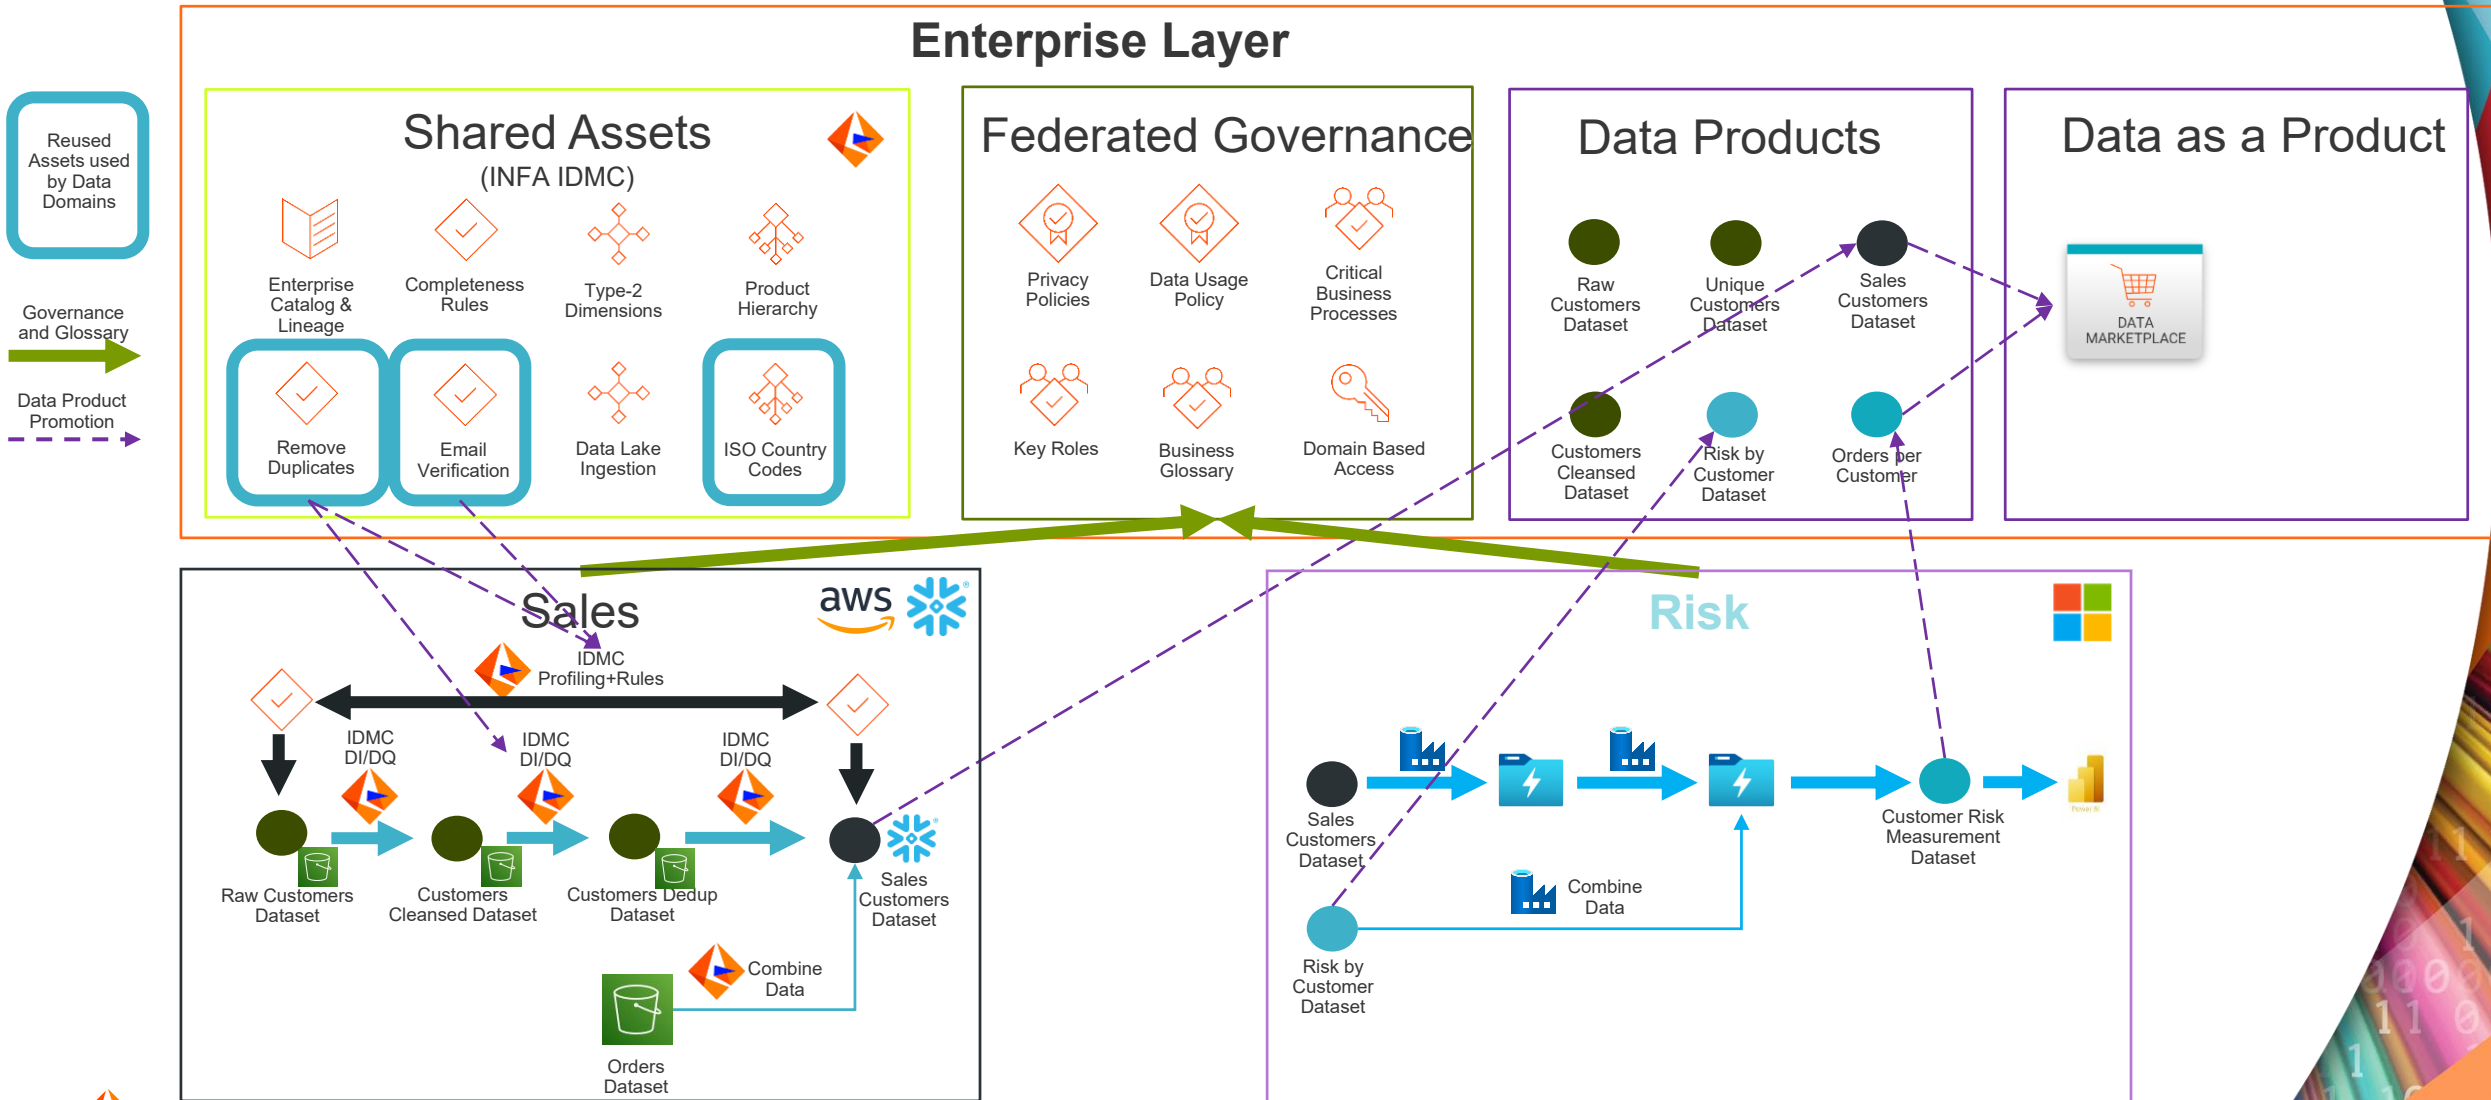 Enterprise Layer
Reused
Assets used
by Data
Domains
Governance
and Glossary
Data Product
Promotion
Shared Assets
(INFA IDMC)
Enterprise
Catalog &
Lineage
Completeness
Rules
Type-2
Dimensions
Product
Hierarchy
Remove
Duplicates
Email
Verification
Data Lake
Ingestion
ISO Country
Codes
Federated Governance
Privacy
Policies
Data Usage
Policy
Critical
Business
Processes
Key Roles
Business
Glossary
Domain Based
Access
Data Products
Raw
Customers
Dataset
Unique
Customers
Dataset
Sales
Customers
Dataset
Customers
Cleansed
Dataset
Risk by
Customer
Dataset
Orders per
Customer
Data as a Product
DATA
MARKETPLACE
Sales
aws
IDMC
Profiling+Rules
IDMC
DI/DQ
IDMC
DI/DQ
IDMC
DI/DQ
Raw Customers
Dataset
Customers
Cleansed Dataset
Customers Dedup
Dataset
Sales
Customers
Dataset
Combine
Data
Orders
Dataset
Risk
Sales
Customers
Dataset
Customer Risk
Measurement
Dataset
Power BI
Combine
Data
Risk by
Customer
Dataset